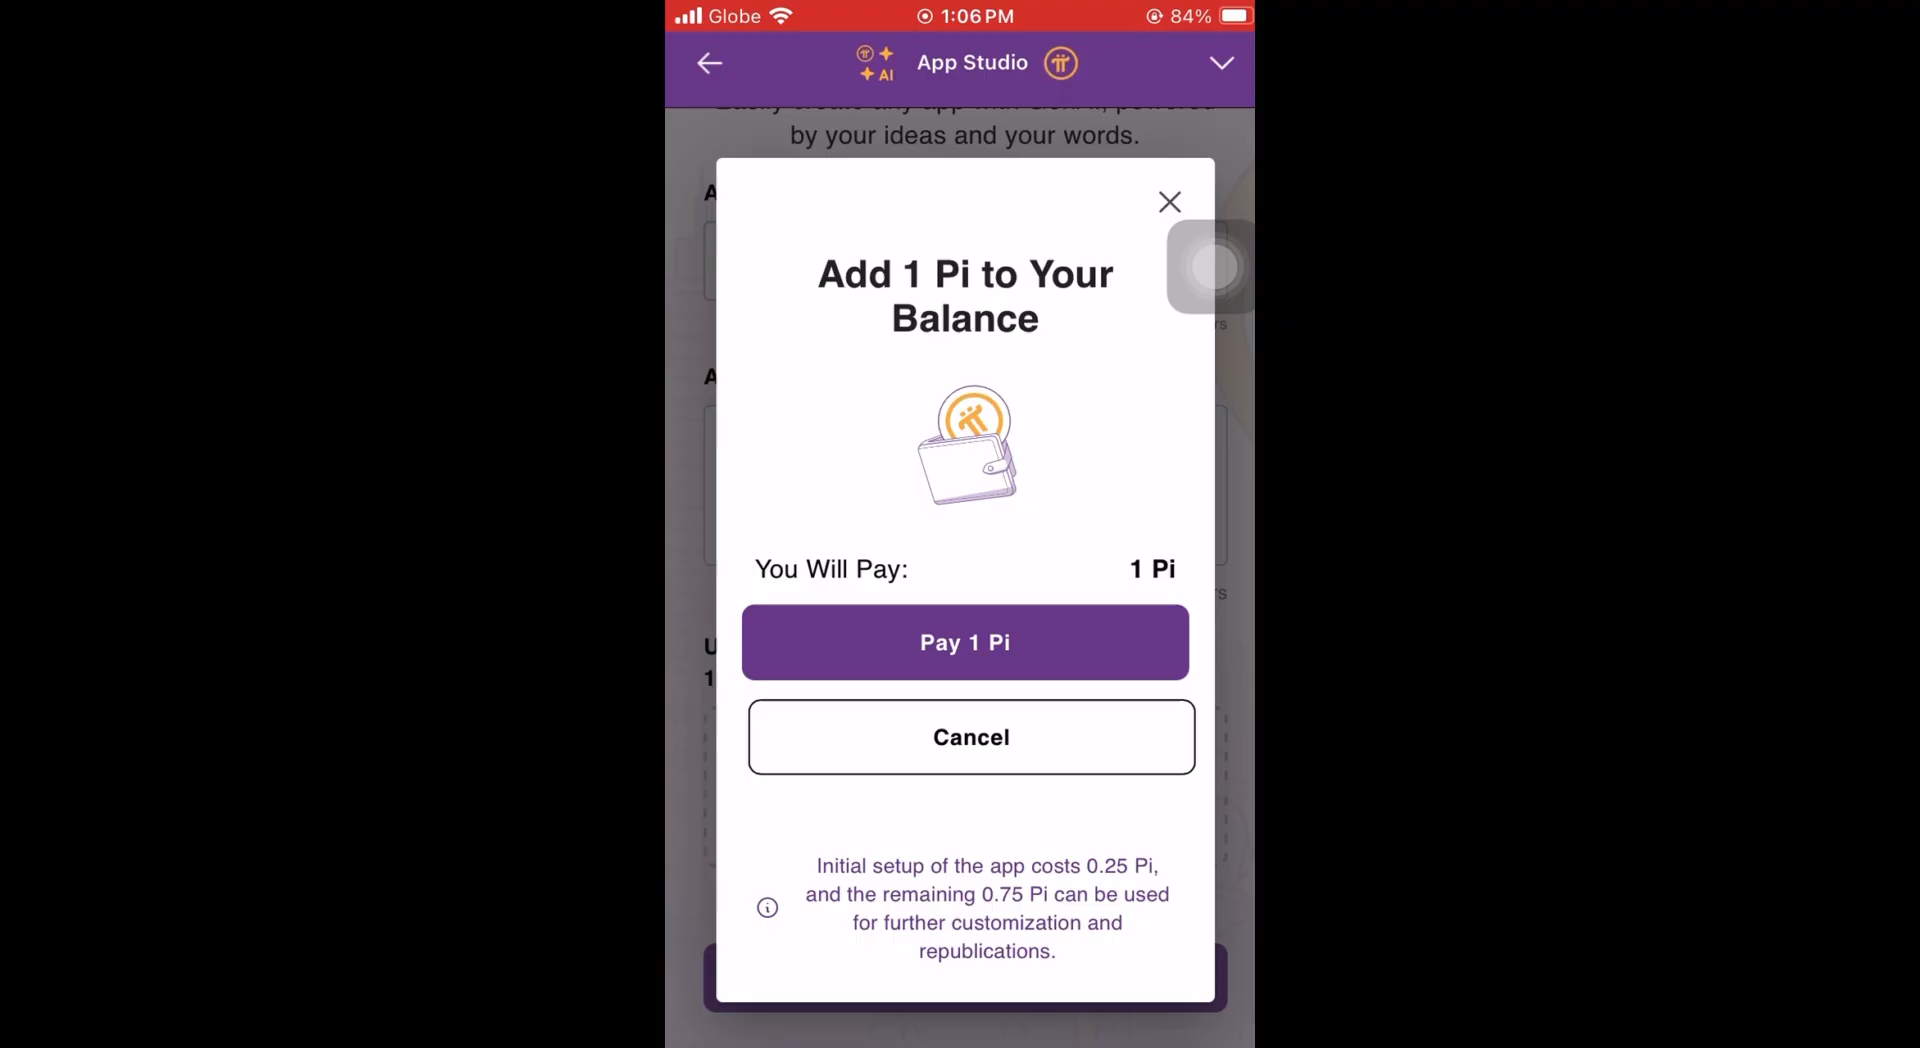 Globe 1:06 PM 84%
AI App Studio
by your ideas and your words.
Add 1 Pi to Your
Balance
You Will Pay: 1 Pi
Pay 1 Pi
Cancel
Initial setup of the app costs 0.25 Pi,
and the remaining 0.75 Pi can be used
for further customization and
republications.